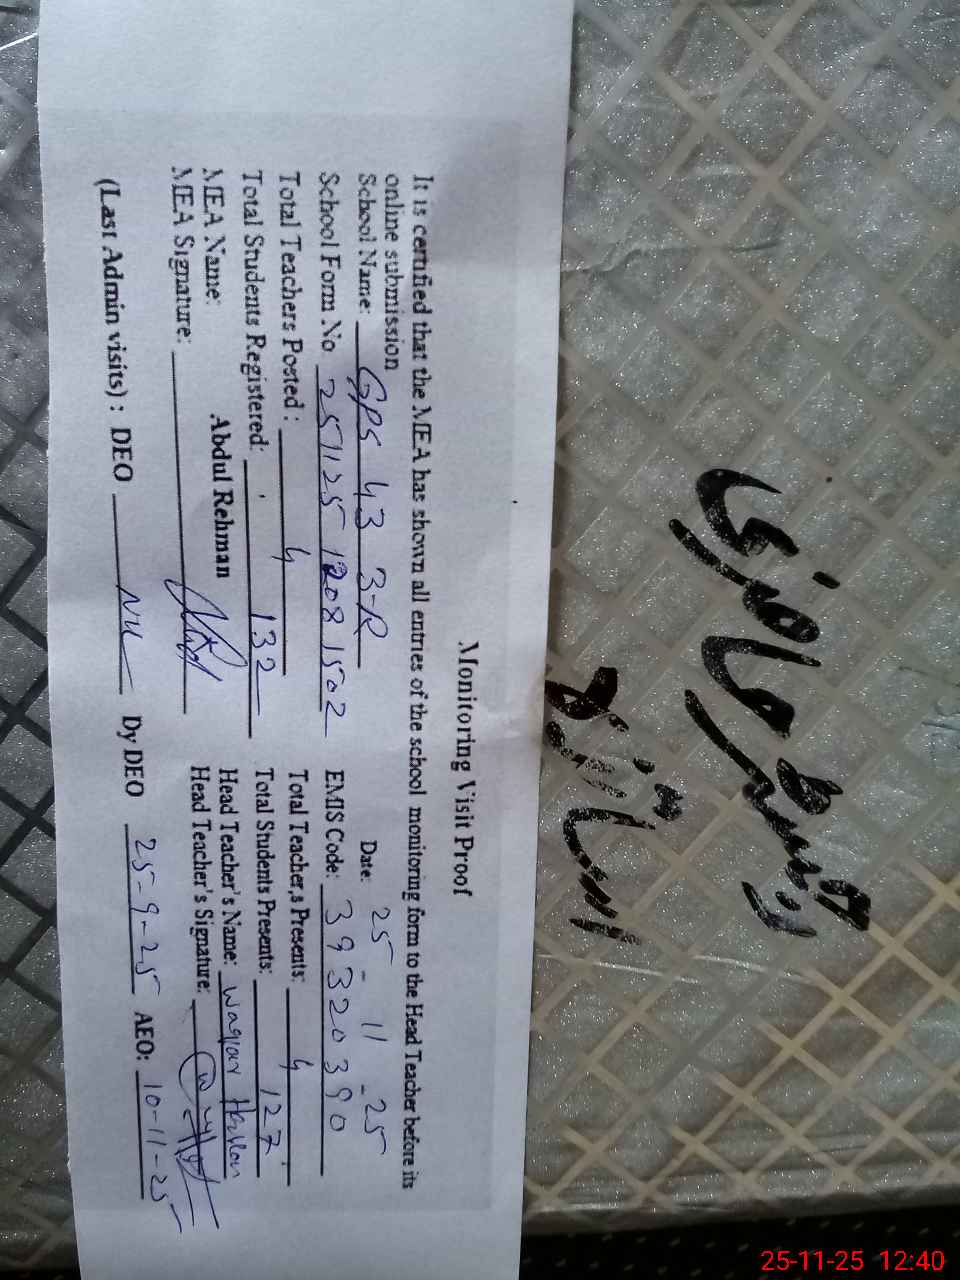 Monitoring Visit Proof
It is certified that the MEA has shown all entries of the school monitoring form to the Head Teacher before its
online submission
Date: 25-11-25
School Name: GPS 43 3-R
School Form No 251125 1208 1502 EMIS Code: 39320390
Total Teachers Posted: 4 Total Teacher,s Presents: 4
Total Students Registered: 132 Total Students Presents: 127
MEA Name: Abdul Rehman Head Teacher's Name: Waqar
MEA Signature: Head Teacher's Signature:
(Last Admin visits) : DEO Nil Dy DEO 25-9-25 AEO: 10-11-25
25-11-25 12:40